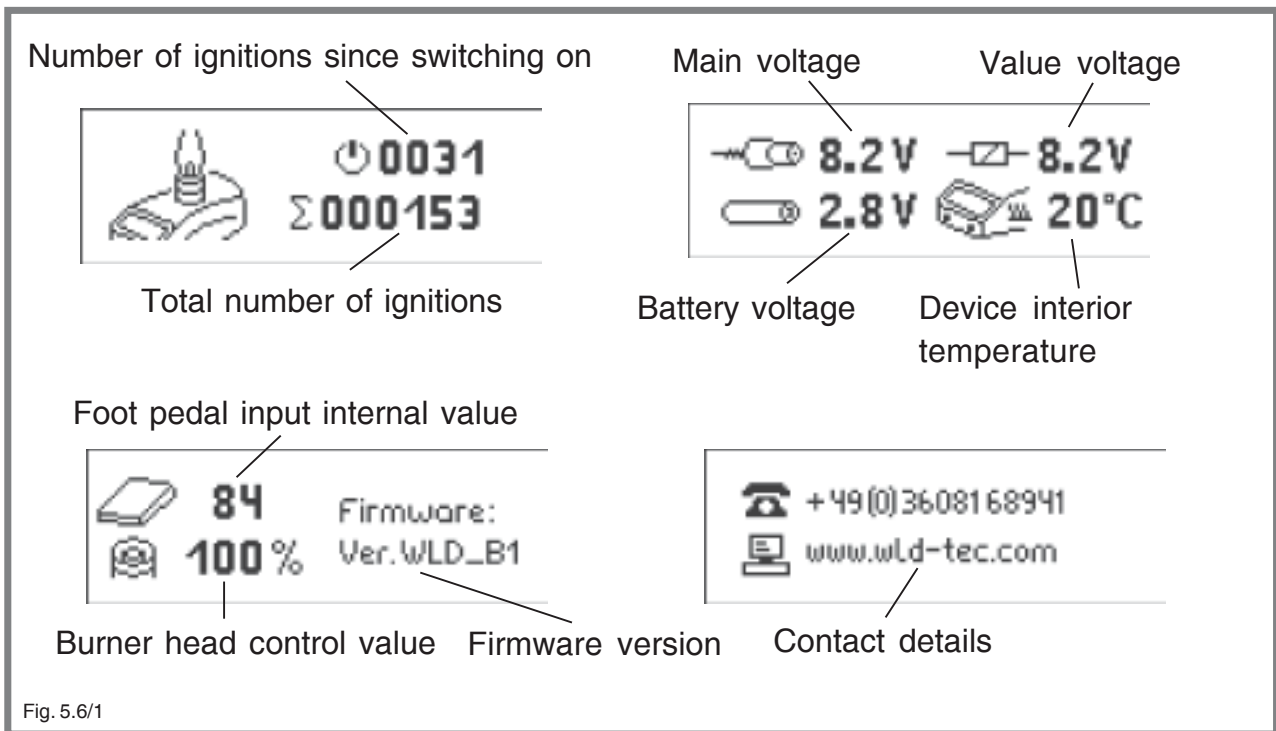 Number of ignitions since switching on
0031
Σ000153
Total number of ignitions
Main voltage
Value voltage
8.2V
8.2V
2.8V
20°C
Battery voltage
Device interior
temperature
Foot pedal input internal value
84
100%
Firmware:
Ver.WLD_B1
Burner head control value
Firmware version
+49(0)36081 68941
www.wld-tec.com
Contact details
Fig. 5.6/1